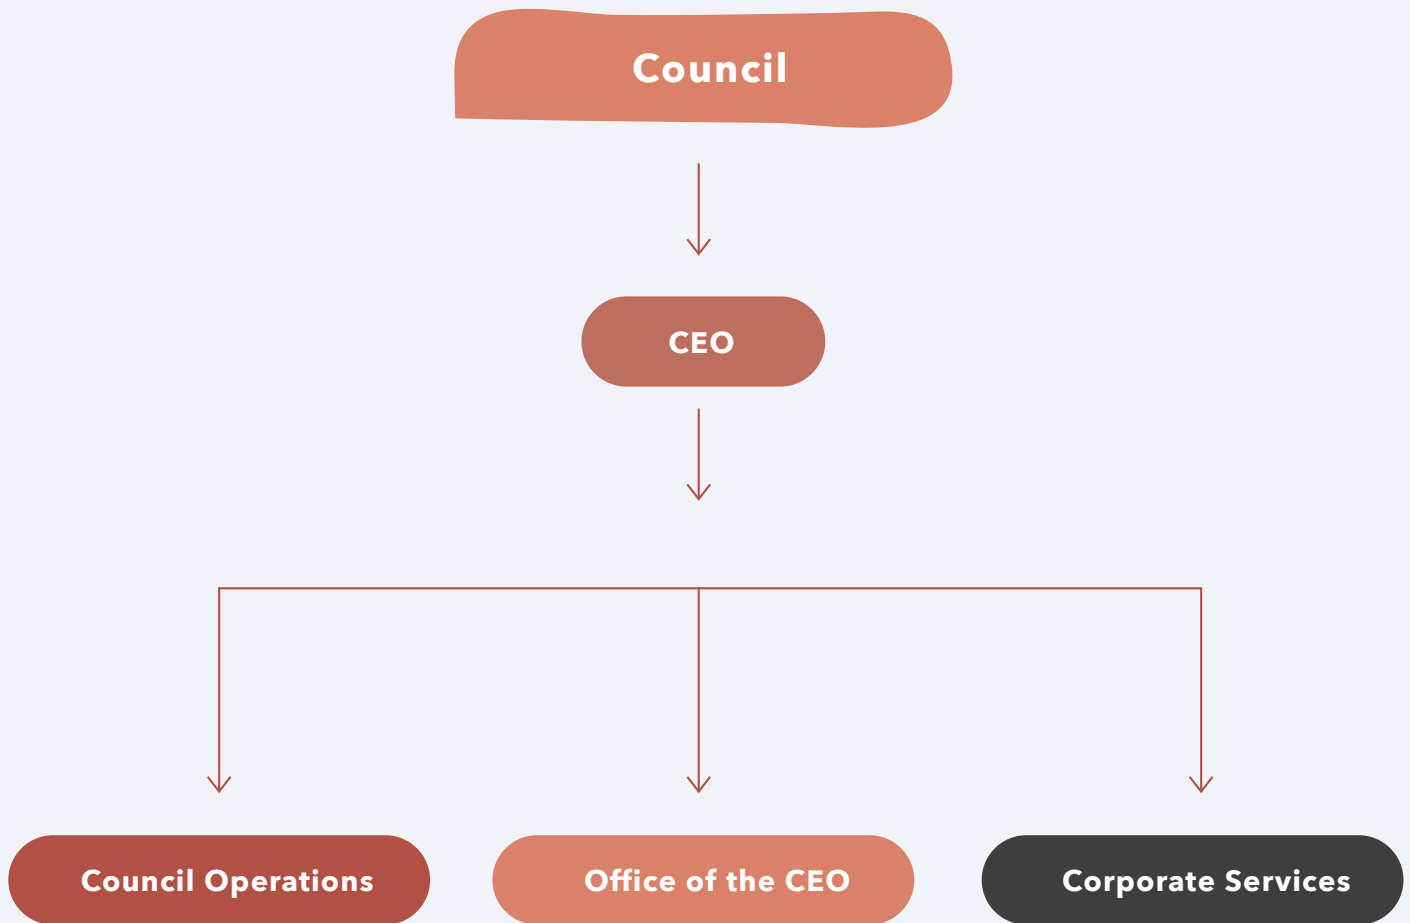 Council
CEO
Council Operations
Office of the CEO
Corporate Services